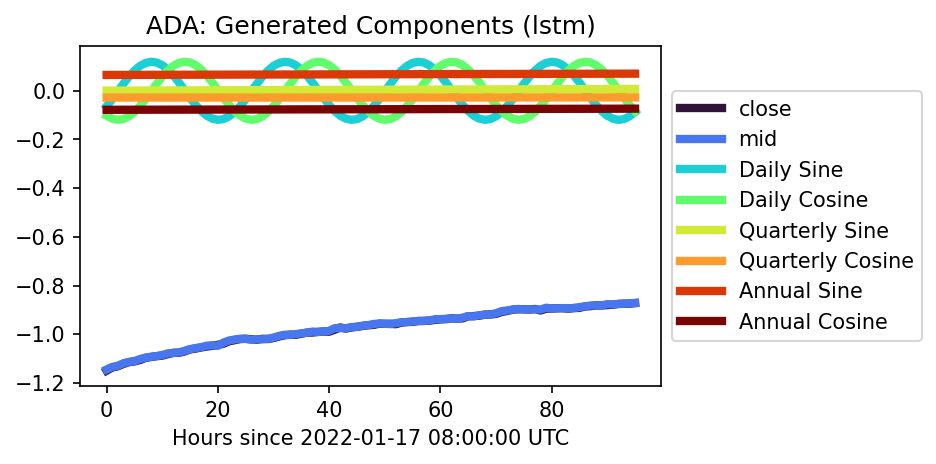 ADA: Generated Components (lstm)
0.0
−0.2
−0.4
−0.6
−0.8
−1.0
−1.2
0 20 40 60 80
Hours since 2022-01-17 08:00:00 UTC
close
mid
Daily Sine
Daily Cosine
Quarterly Sine
Quarterly Cosine
Annual Sine
Annual Cosine